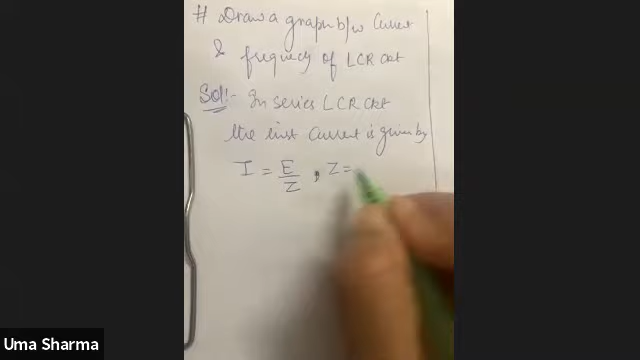 # Draw a graph b/w Current
& frequency of LCR Ckt
Sol:- In series LCR Ckt
the inst Current is given by
I = E/Z , Z =
Uma Sharma